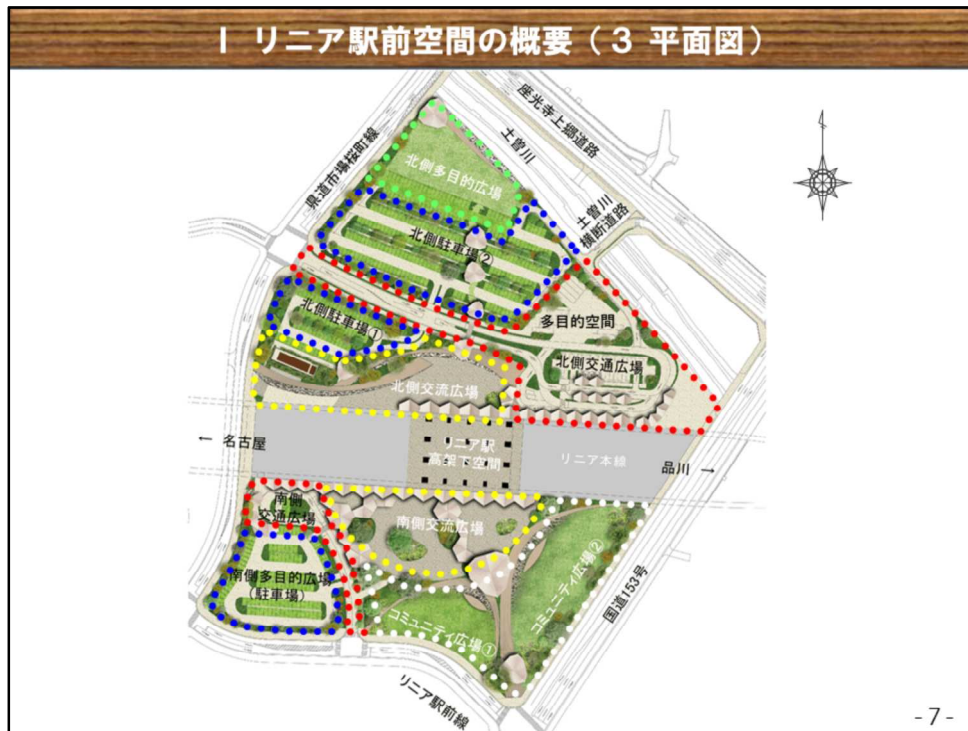 Ⅰ リニア駅前空間の概要（３ 平面図）
座光寺上郷道路
土曽川
県道市場桜町線
北側多目的広場
土曽川
横断道路
北側駐車場②
北側駐車場①
多目的空間
北側交通広場
北側交流広場
← 名古屋
リニア駅
高架下空間
リニア本線
品川 →
南側
交通広場
南側交流広場
南側多目的広場
(駐車場)
コミュニティ広場①
コミュニティ広場②
国道153号
リニア駅前線
-7-